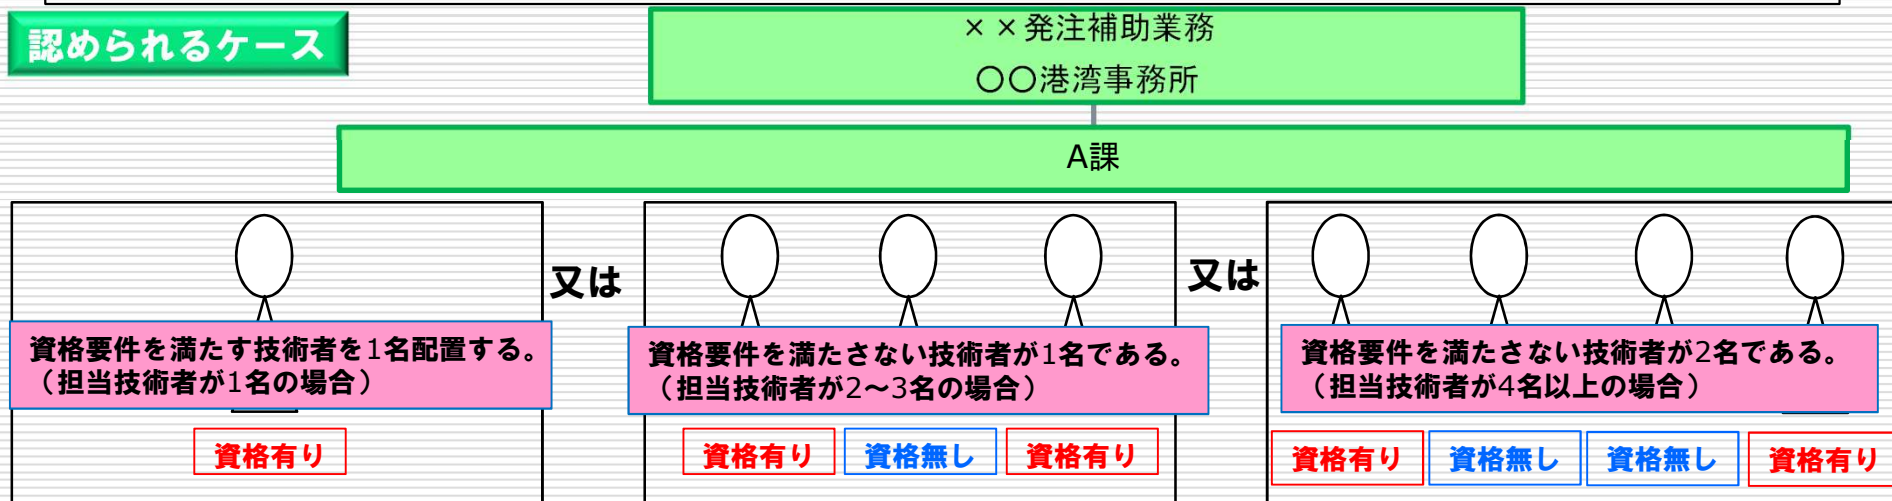 認められるケース
××発注補助業務
〇〇港湾事務所
A課
又は
又は
資格要件を満たす技術者を1名配置する。
（担当技術者が1名の場合）
資格要件を満たさない技術者が1名である。
（担当技術者が2～3名の場合）
資格要件を満たさない技術者が2名である。
（担当技術者が4名以上の場合）
資格有り
資格有り
資格無し
資格有り
資格有り
資格無し
資格無し
資格有り